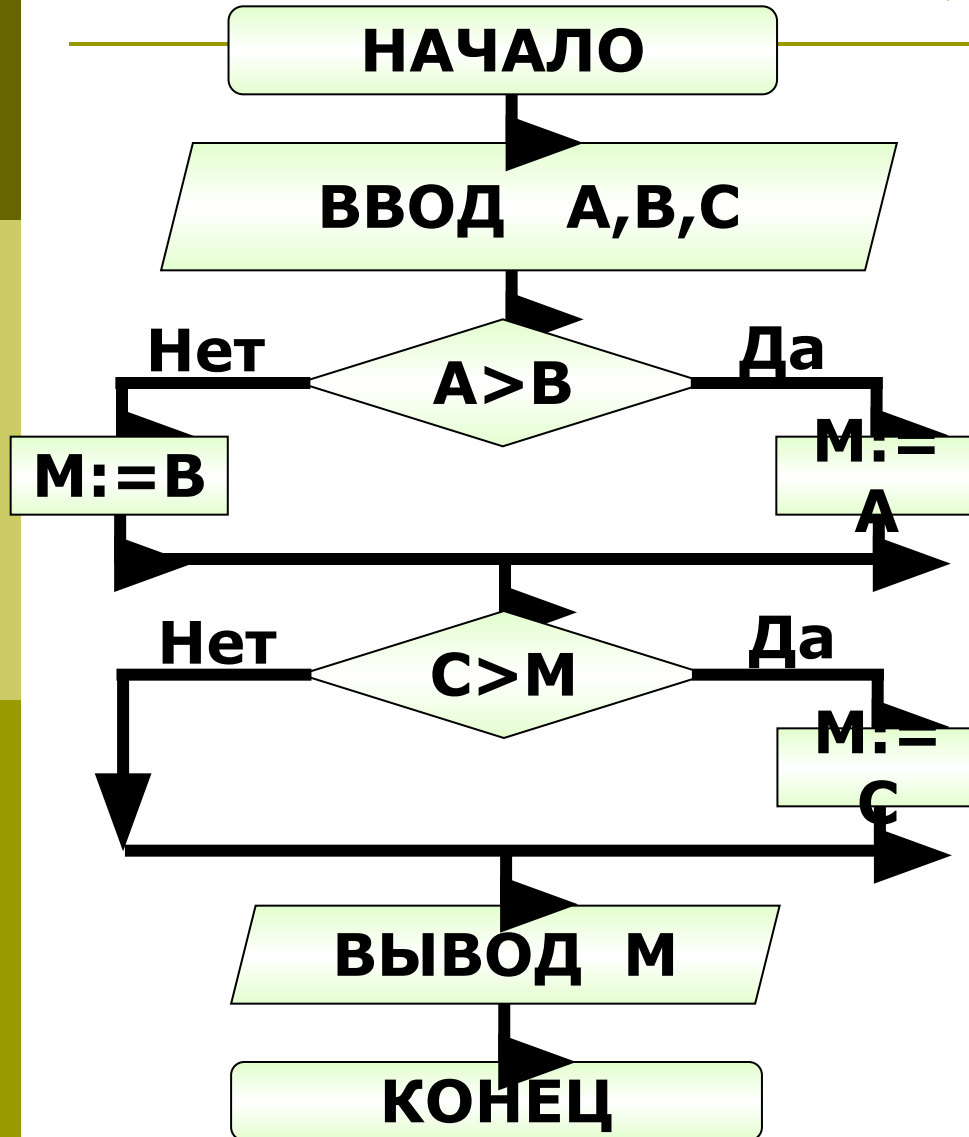 НАЧАЛО
ВВОД A,B,C
Нет
Да
A>B
M:=B
M:=
A
Нет
Да
C>M
M:=
C
ВЫВОД M
КОНЕЦ